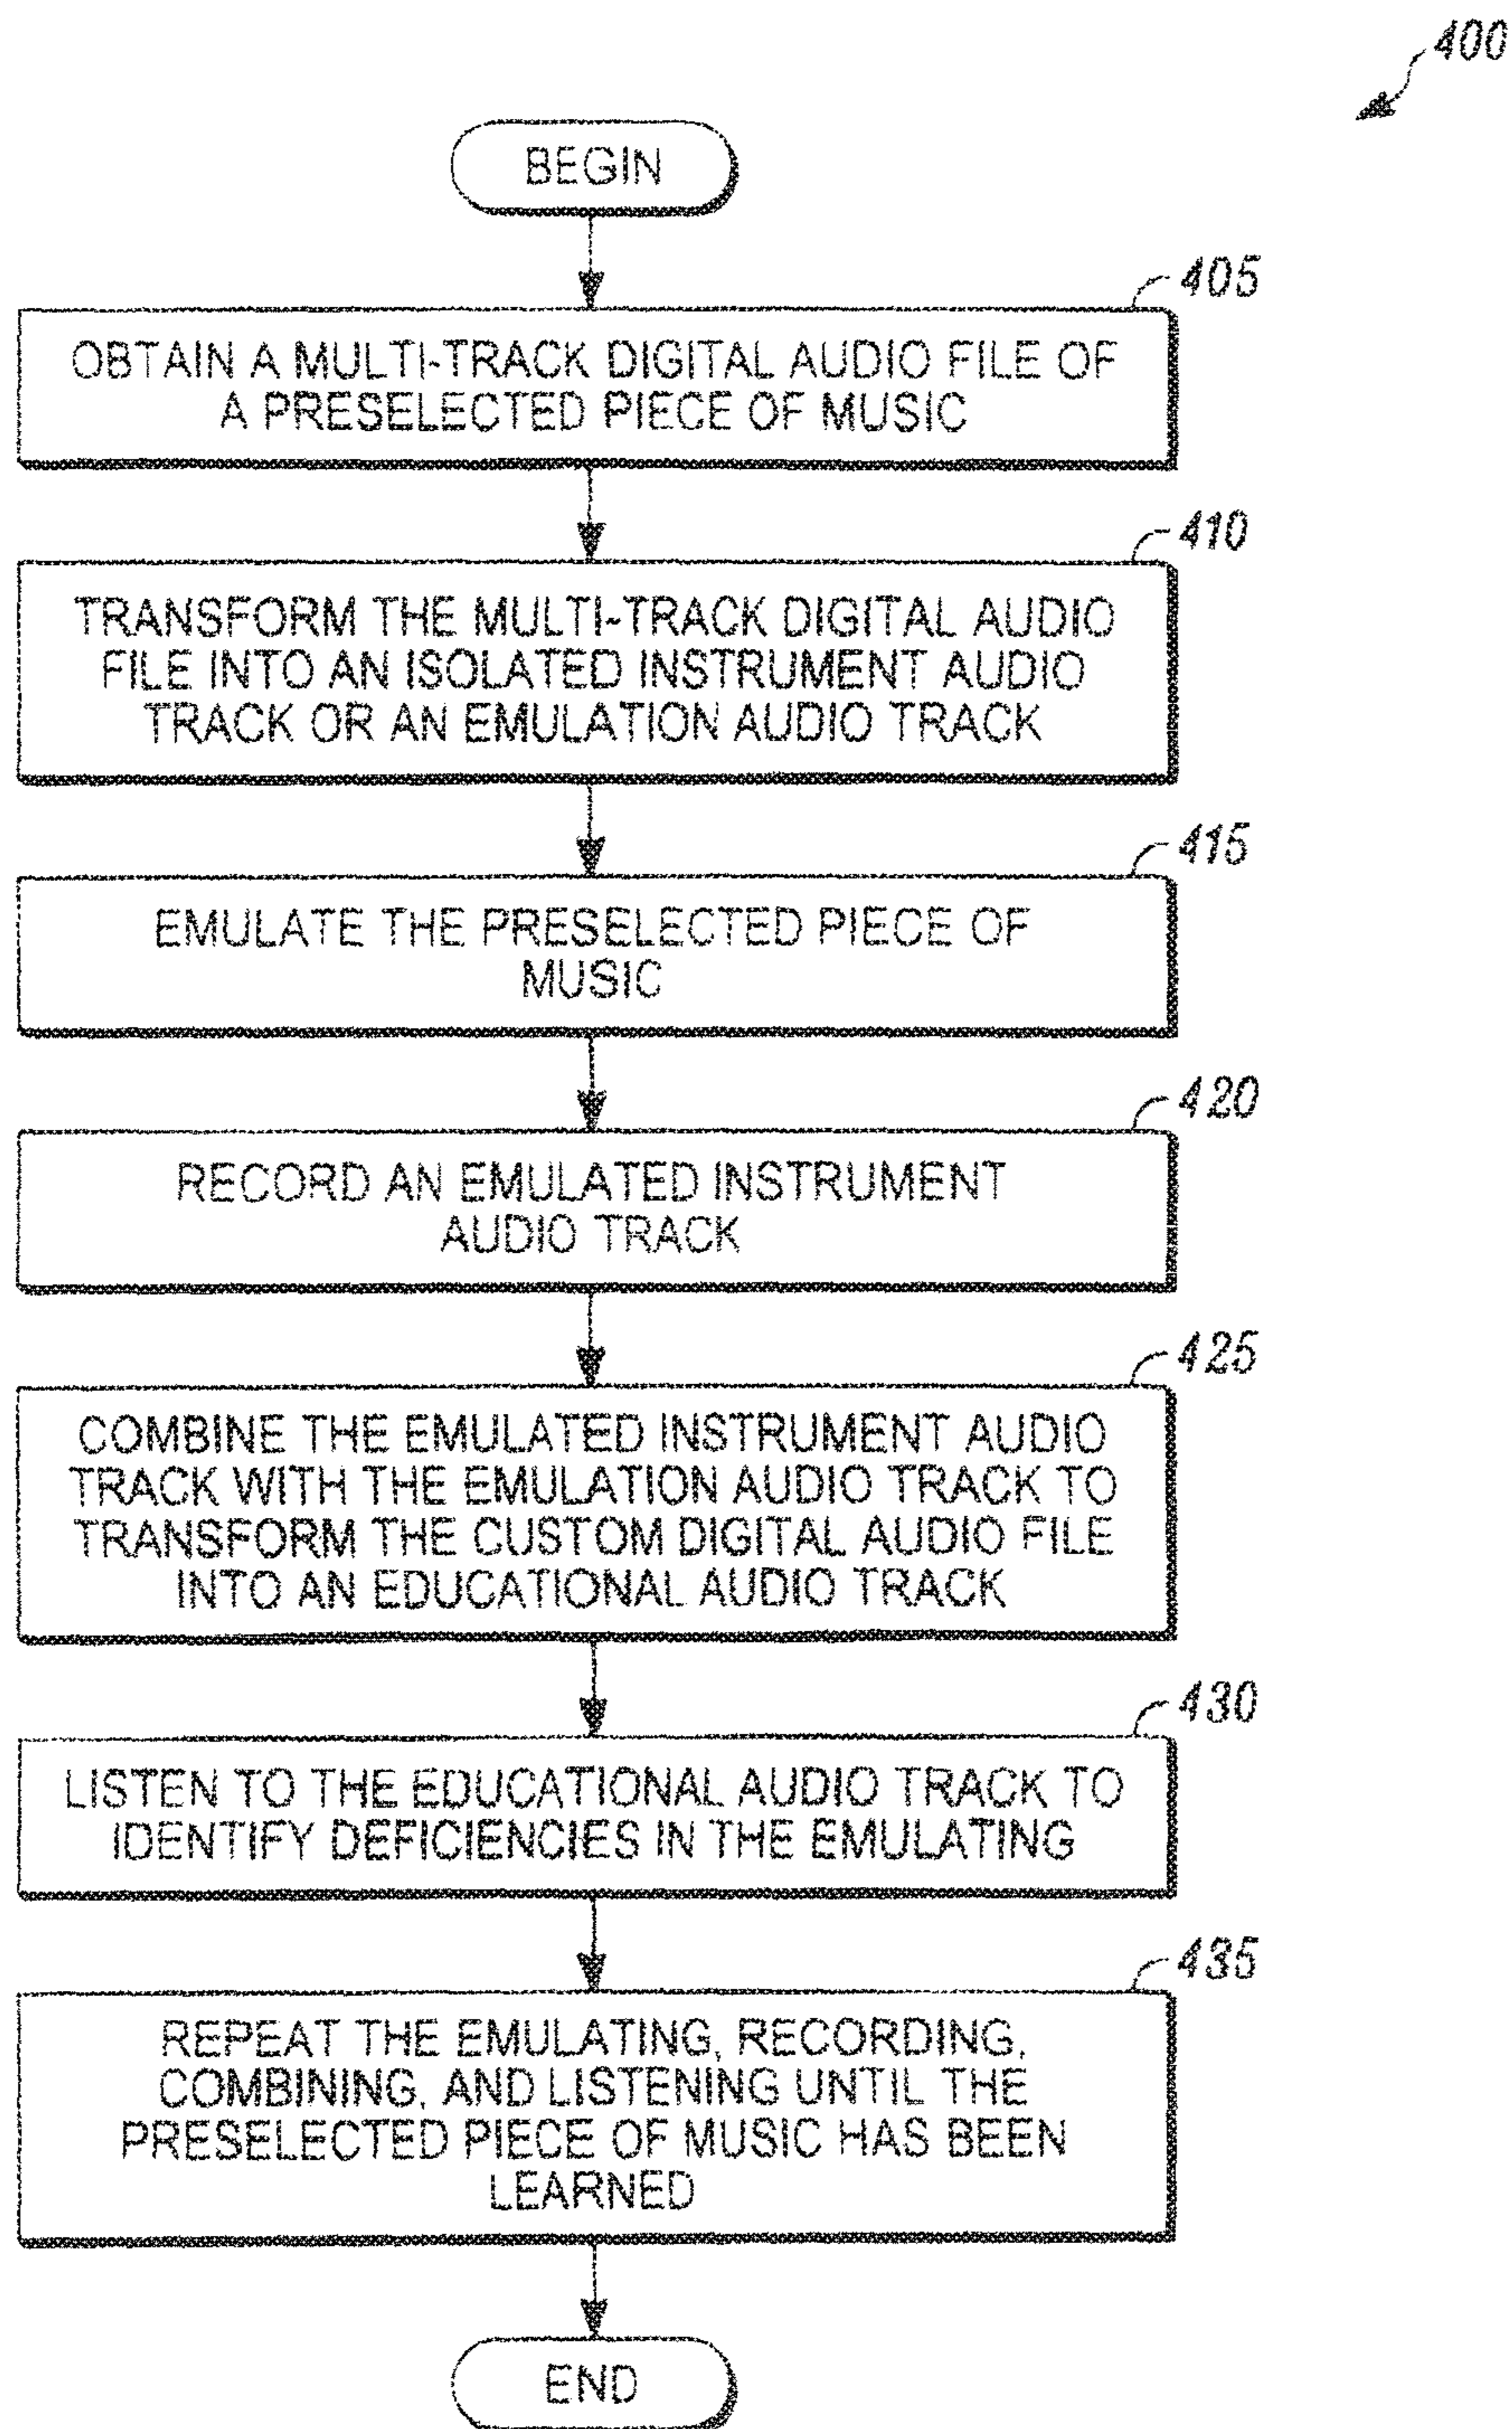 400
BEGIN
405
OBTAIN A MULTI-TRACK DIGITAL AUDIO FILE OF
A PRESELECTED PIECE OF MUSIC
410
TRANSFORM THE MULTI-TRACK DIGITAL AUDIO
FILE INTO AN ISOLATED INSTRUMENT AUDIO
TRACK OR AN EMULATION AUDIO TRACK
415
EMULATE THE PRESELECTED PIECE OF
MUSIC
420
RECORD AN EMULATED INSTRUMENT
AUDIO TRACK
425
COMBINE THE EMULATED INSTRUMENT AUDIO
TRACK WITH THE EMULATION AUDIO TRACK TO
TRANSFORM THE CUSTOM DIGITAL AUDIO FILE
INTO AN EDUCATIONAL AUDIO TRACK
430
LISTEN TO THE EDUCATIONAL AUDIO TRACK TO
IDENTIFY DEFICIENCIES IN THE EMULATING
435
REPEAT THE EMULATING, RECORDING,
COMBINING, AND LISTENING UNTIL THE
PRESELECTED PIECE OF MUSIC HAS BEEN
LEARNED
END